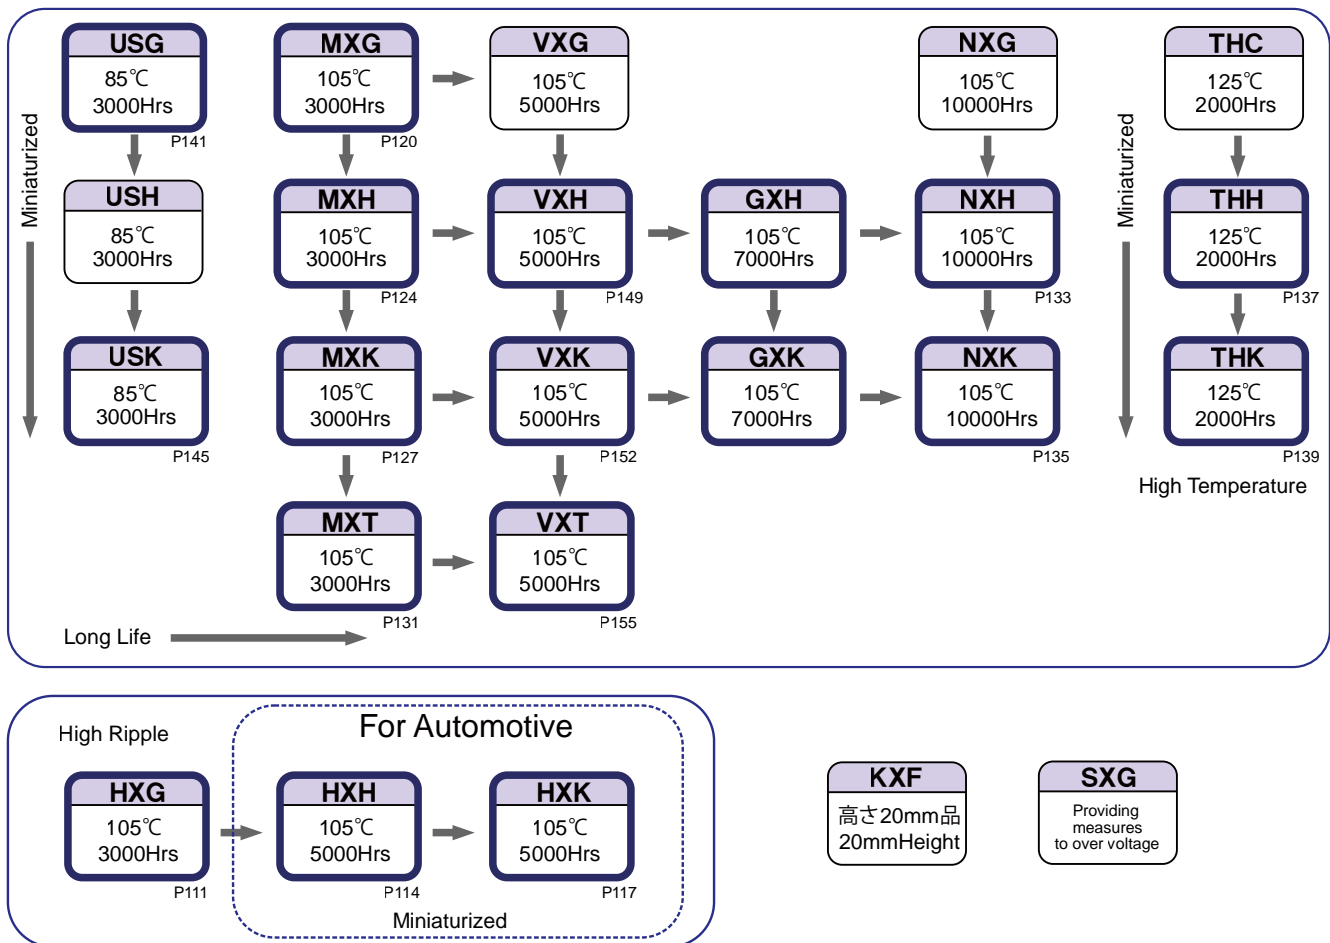 USG
85℃
3000Hrs
P141
MXG
105℃
3000Hrs
P120
VXG
105℃
5000Hrs
NXG
105℃
10000Hrs
THC
125℃
2000Hrs
Miniaturized
USH
85℃
3000Hrs
MXH
105℃
3000Hrs
P124
VXH
105℃
5000Hrs
P149
GXH
105℃
7000Hrs
NXH
105℃
10000Hrs
P133
Miniaturized
THH
125℃
2000Hrs
P137
USK
85℃
3000Hrs
P145
MXK
105℃
3000Hrs
P127
VXK
105℃
5000Hrs
P152
GXK
105℃
7000Hrs
NXK
105℃
10000Hrs
P135
THK
125℃
2000Hrs
P139
High Temperature
MXT
105℃
3000Hrs
P131
VXT
105℃
5000Hrs
P155
Long Life
High Ripple
For Automotive
HXG
105℃
3000Hrs
P111
HXH
105℃
5000Hrs
P114
HXK
105℃
5000Hrs
P117
Miniaturized
KXF
高さ20mm品
20mmHeight
SXG
Providing
measures
to over voltage